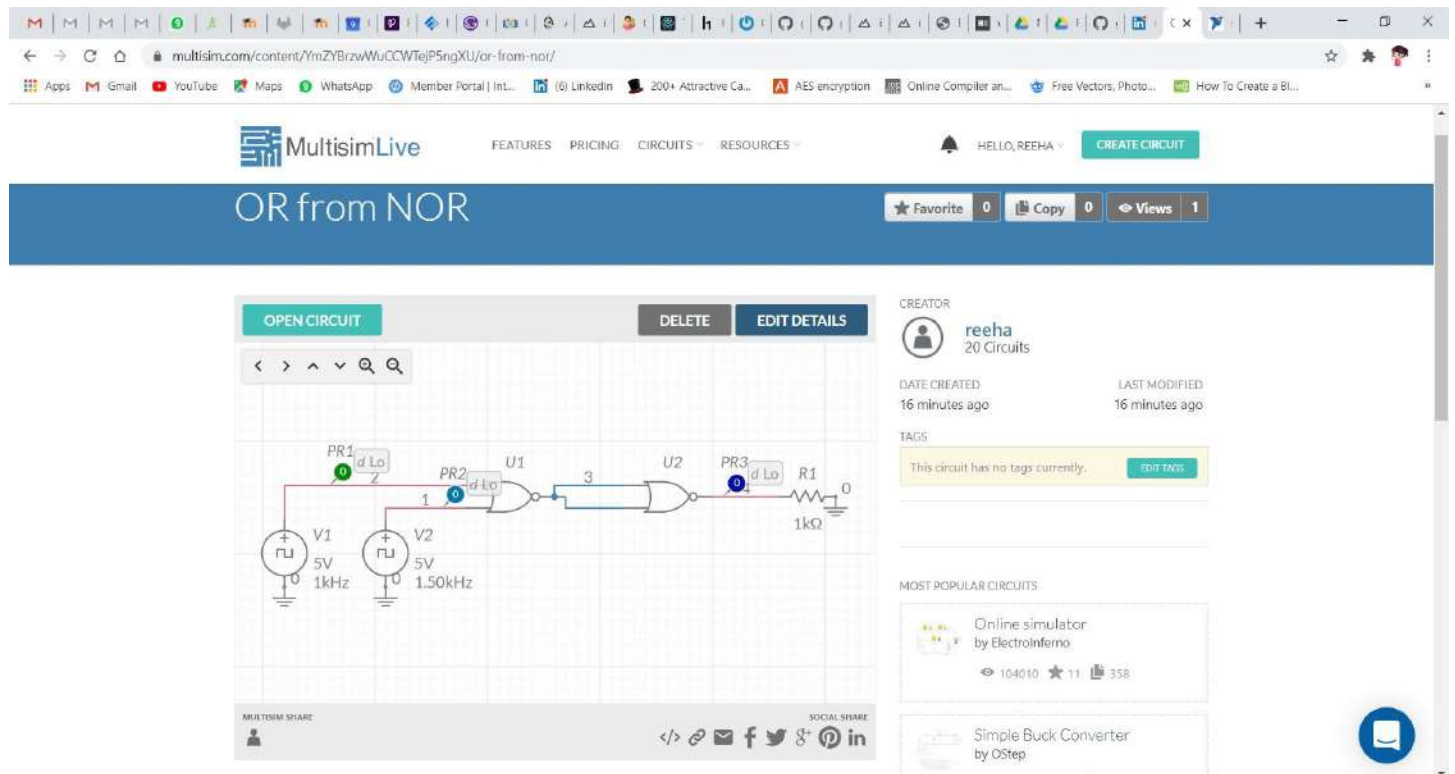 multisim.com/content/YmZYBrzwWuCCWTejP5ngXU/or-from-nor/
Apps Gmail YouTube Maps WhatsApp Member Portal | Int... (6) LinkedIn 200+ Attractive Ca... AES encryption Online Compiler an... Free Vectors, Photo... How To Create a Bl...
MultisimLive FEATURES PRICING CIRCUITS RESOURCES HELLO, REEHA CREATE CIRCUIT
OR from NOR
Favorite 0 Copy 0 Views 1
OPEN CIRCUIT DELETE EDIT DETAILS
CREATOR
reeha
20 Circuits
DATE CREATED LAST MODIFIED
16 minutes ago 16 minutes ago
TAGS
This circuit has no tags currently. EDIT TAGS
PR1 d Lo 0 2
PR2 d Lo 0 1
U1 3 U2
PR3 d Lo 0 4 R1 0
1kΩ
V1 5V 1kHz 0
V2 5V 1.50kHz 0
MOST POPULAR CIRCUITS
Online simulator
by ElectroInferno
104010 11 358
Simple Buck Converter
by OStep
MULTISIM SHARE SOCIAL SHARE